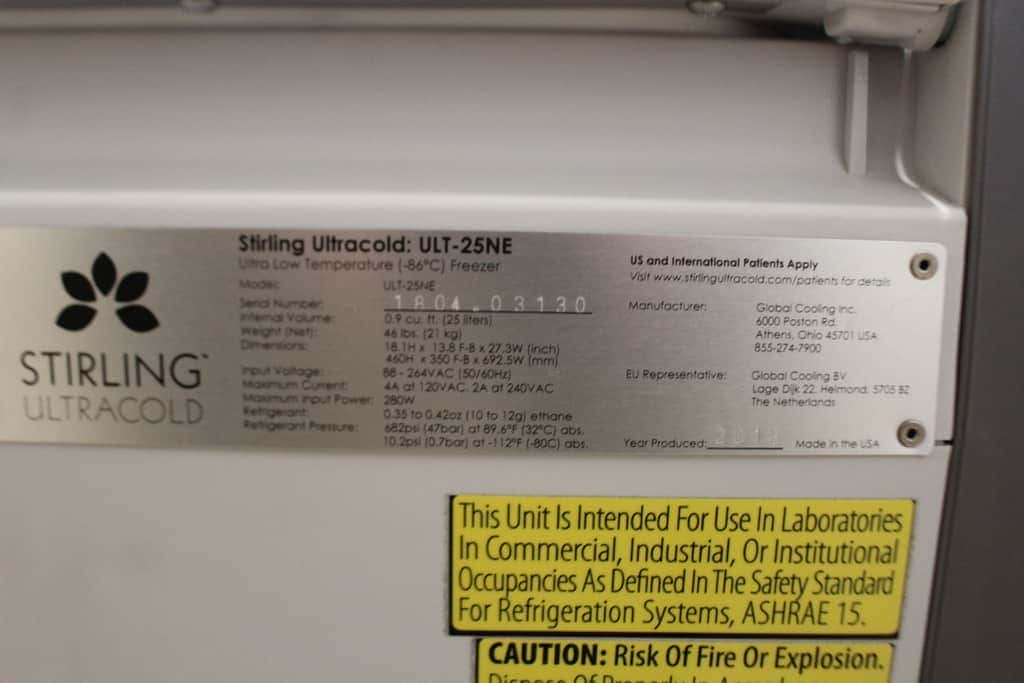 Stirling Ultracold: ULT-25NE
Ultra Low Temperature (-86°C) Freezer
Model: ULT-25NE
Serial Number: 1804.03130
Internal Volume: 0.9 cu. ft. (25 liters)
Weight (Net): 46 lbs. (21 kg)
Dimensions: 18.1H x 13.8 F-B x 27.3W (inch)
460H x 350 F-B x 692.5W (mm)
Input Voltage: 88 - 264VAC (50/60Hz)
Maximum Current: 4A at 120VAC. 2A at 240VAC
Maximum Input Power: 280W
Refrigerant: 0.35 to 0.42oz (10 to 12g) ethane
Refrigerant Pressure: 682psi (47bar) at 89.6°F (32°C) abs.
10.2psi (0.7bar) at -112°F (-80C) abs.
STIRLING™
ULTRACOLD
US and International Patients Apply
Visit www.stirlingultracold.com/patients for details
Manufacturer: Global Cooling Inc.
6000 Poston Rd.
Athens, Ohio 45701 USA
855-274-7900
EU Representative: Global Cooling BV
Lage Dijk 22, Helmond, 5705 BZ
The Netherlands
Year Produced:
Made in the USA
This Unit Is Intended For Use In Laboratories
In Commercial, Industrial, Or Institutional
Occupancies As Defined In The Safety Standard
For Refrigeration Systems, ASHRAE 15.
CAUTION: Risk Of Fire Or Explosion.
Dispose Of Properly In Accordance